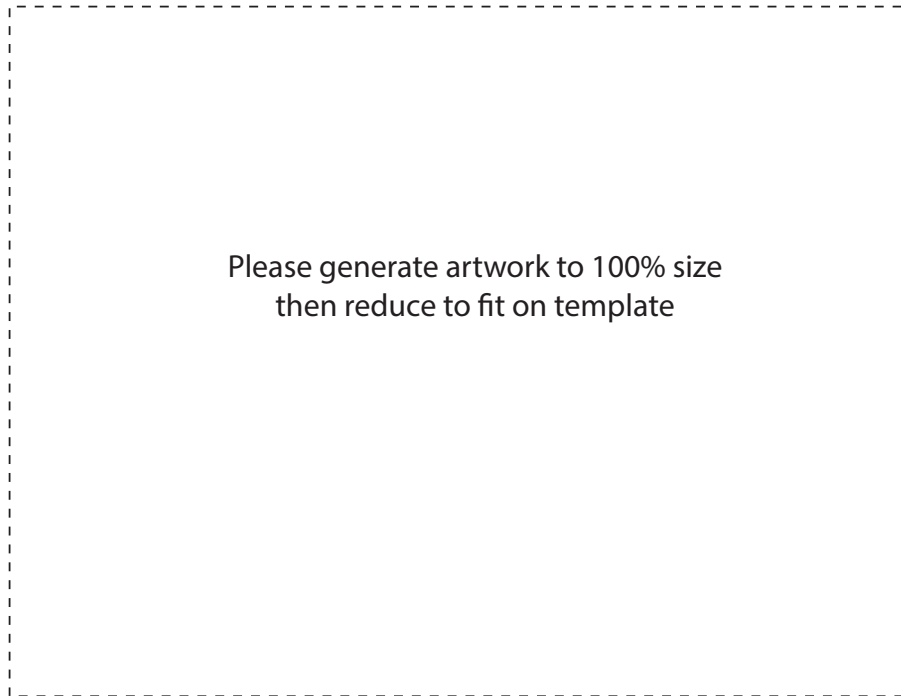 Please generate artwork to 100% size
then reduce to fit on template